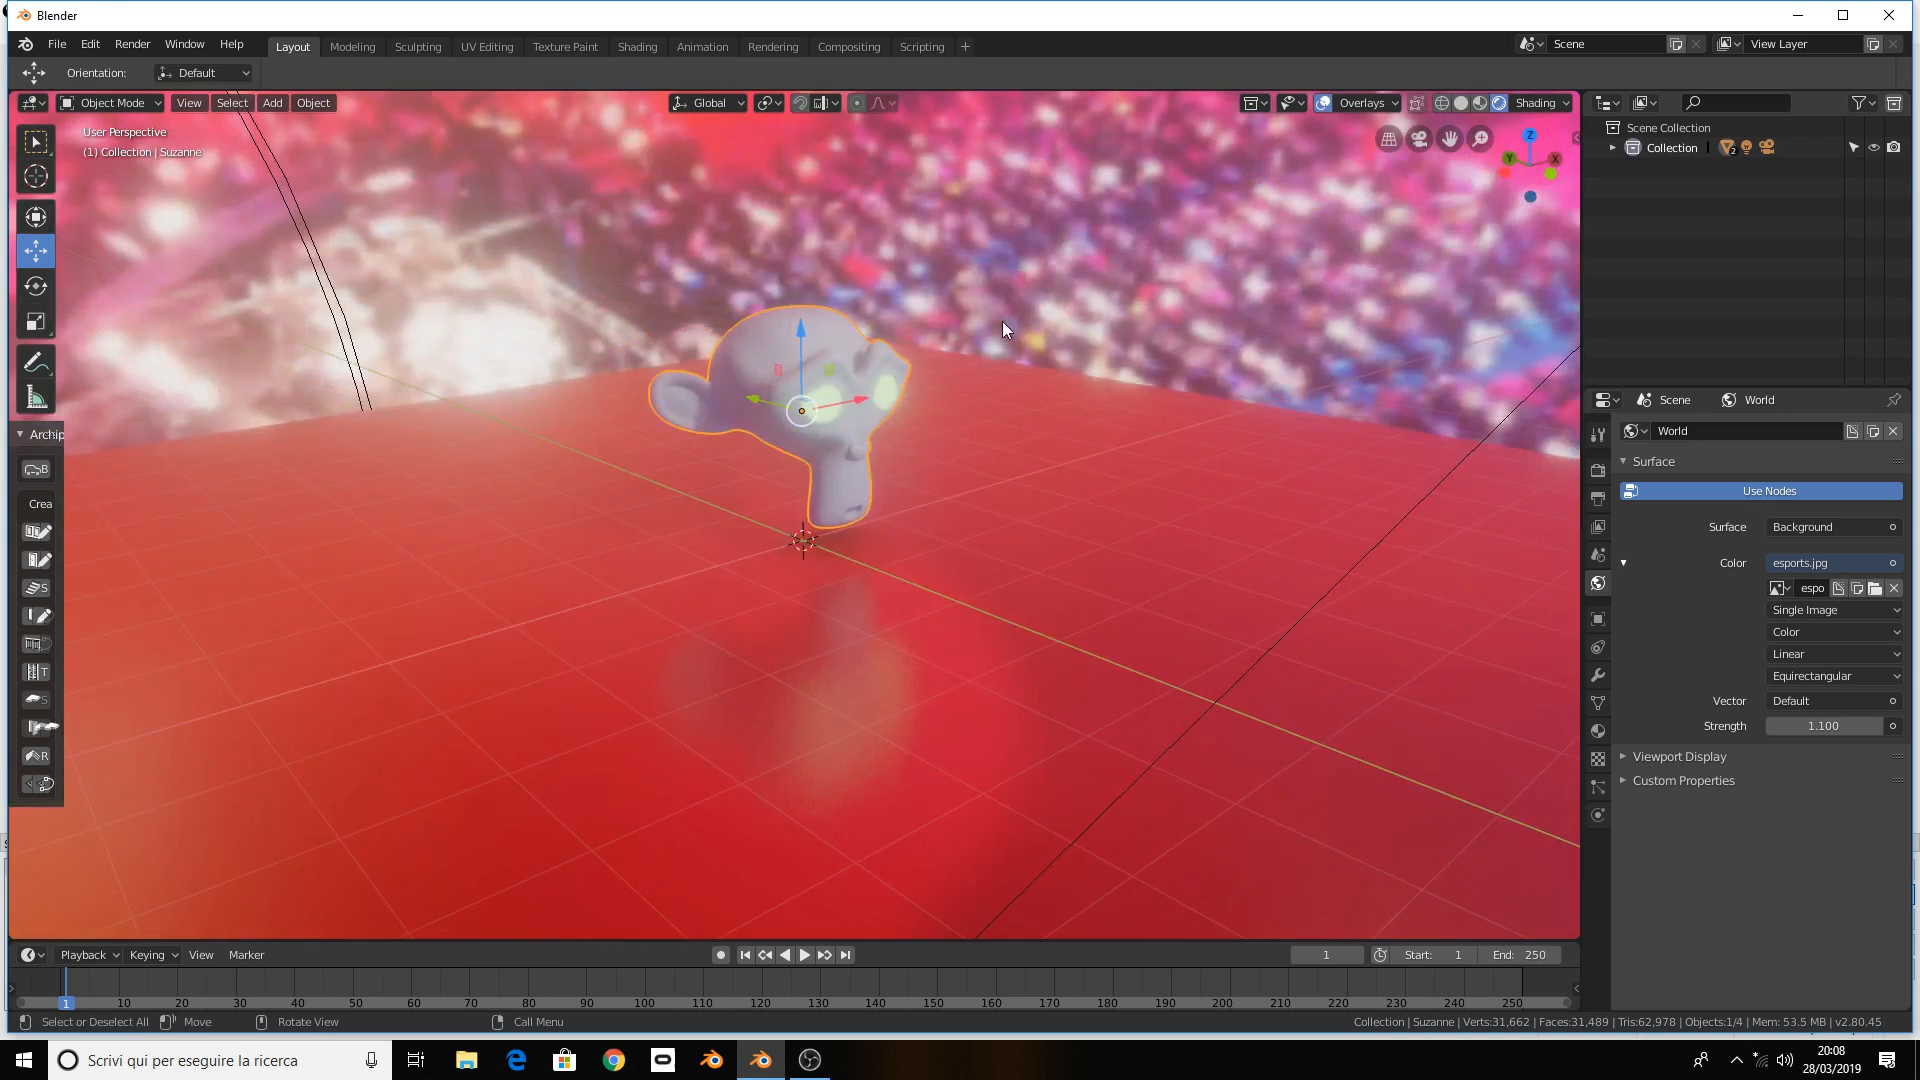 Blender
File Edit Render Window Help Layout Modeling Sculpting UV Editing Texture Paint Shading Animation Rendering Compositing Scripting + Scene View Layer
Orientation: Default
Object Mode View Select Add Object Global Overlays Shading
User Perspective
(1) Collection | Suzanne
Z
Y X
Scene Collection
Collection 2
Scene World
World
Surface
Use Nodes
Surface Background
Color esports.jpg
espo
Single Image
Color
Linear
Equirectangular
Vector Default
Strength 1.100
Viewport Display
Custom Properties
Archip
B
Crea
S
T
S
R
Playback Keying View Marker 1 Start: 1 End: 250
1 10 20 30 40 50 60 70 80 90 100 110 120 130 140 150 160 170 180 190 200 210 220 230 240 250
Select or Deselect All Move Rotate View Call Menu Collection | Suzanne | Verts:31,662 | Faces:31,489 | Tris:62,978 | Objects:1/4 | Mem: 53.5 MB | v2.80.45
Scrivi qui per eseguire la ricerca
20:08
28/03/2019